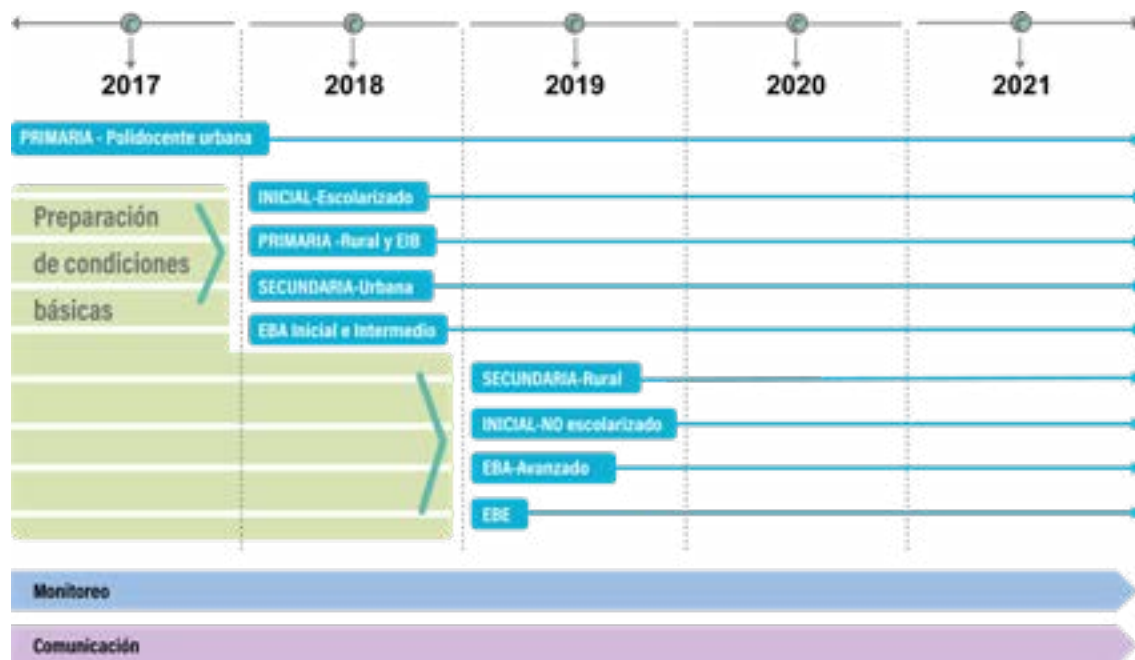 2017
2018
2019
2020
2021
PRIMARIA - Polidocente urbana
Preparación
de condiciones
básicas
INICIAL-Escolarizado
PRIMARIA -Rural y EIB
SECUNDARIA-Urbana
EBA Inicial e Intermedio
SECUNDARIA-Rural
INICIAL-NO escolarizado
EBA-Avanzado
EBE
Monitoreo
Comunicación